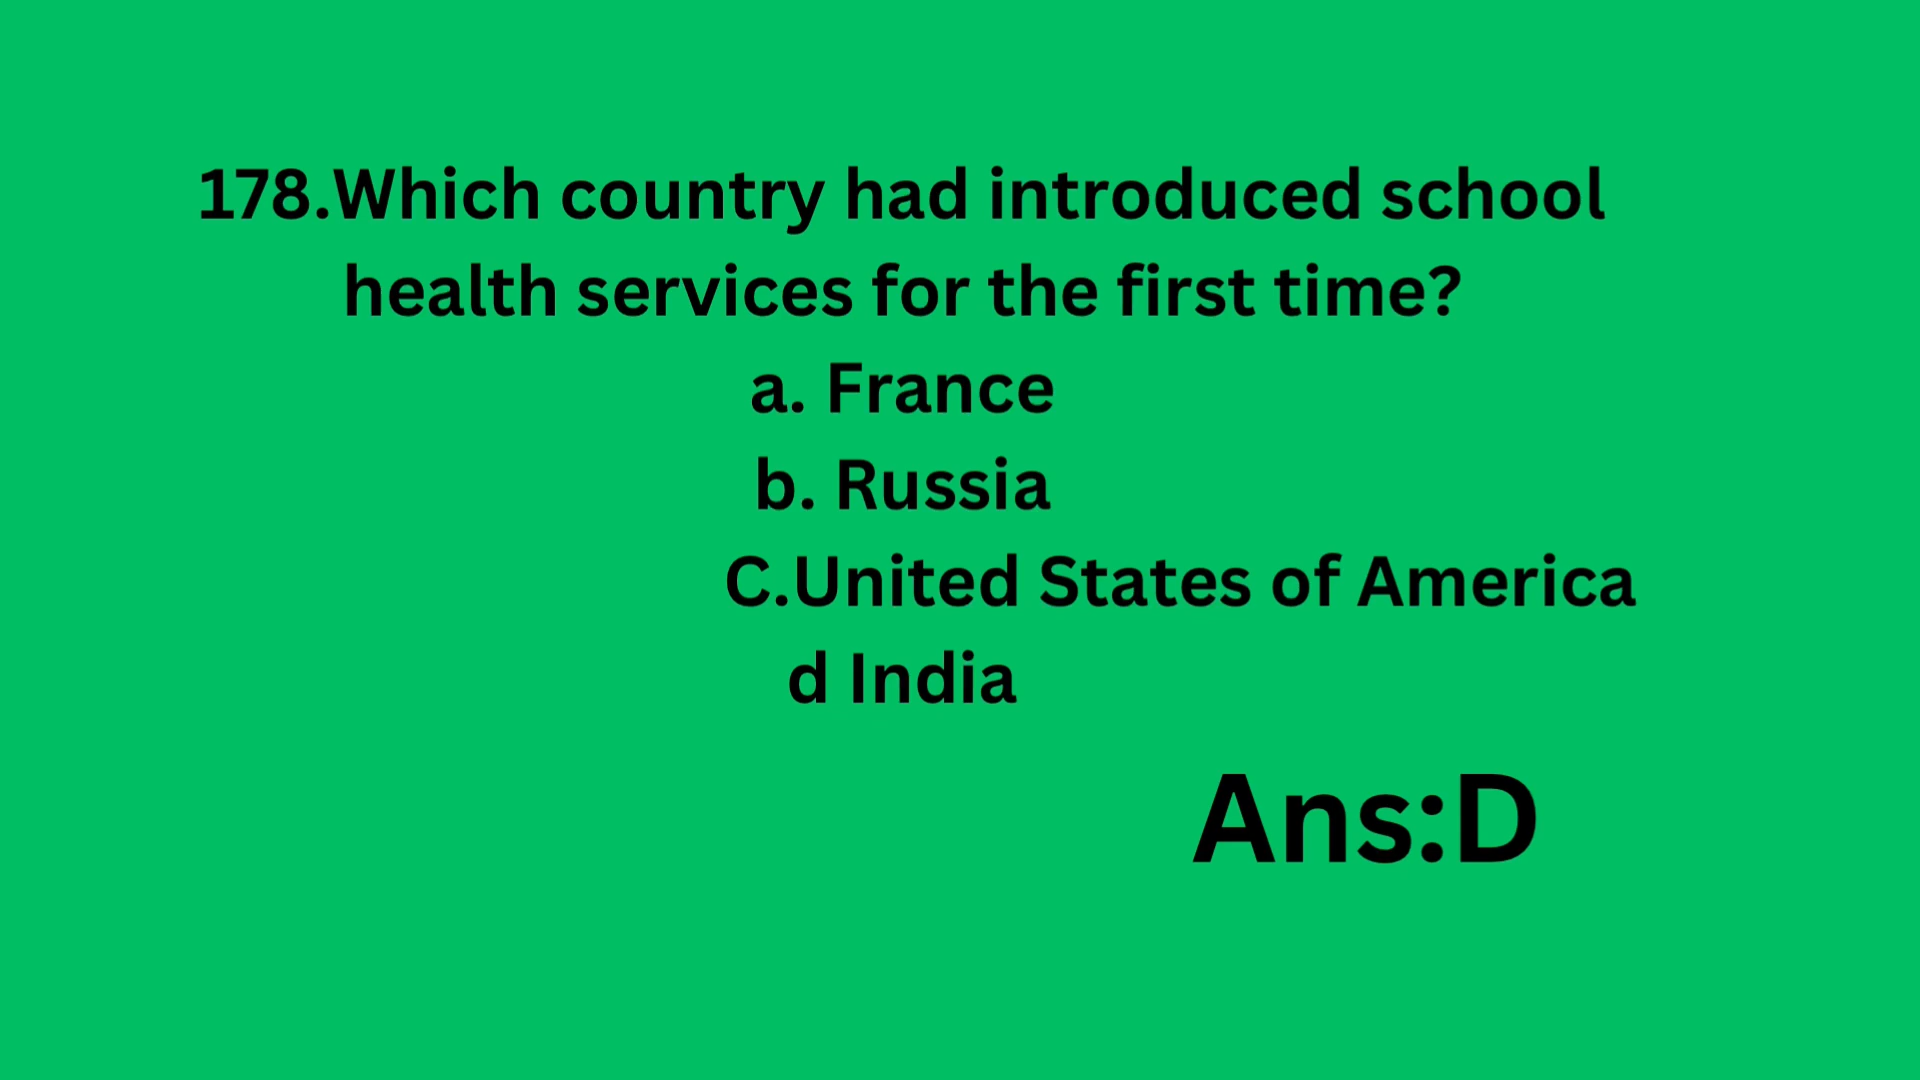 178.Which country had introduced school
health services for the first time?
a. France
b. Russia
C.United States of America
d India
Ans:D